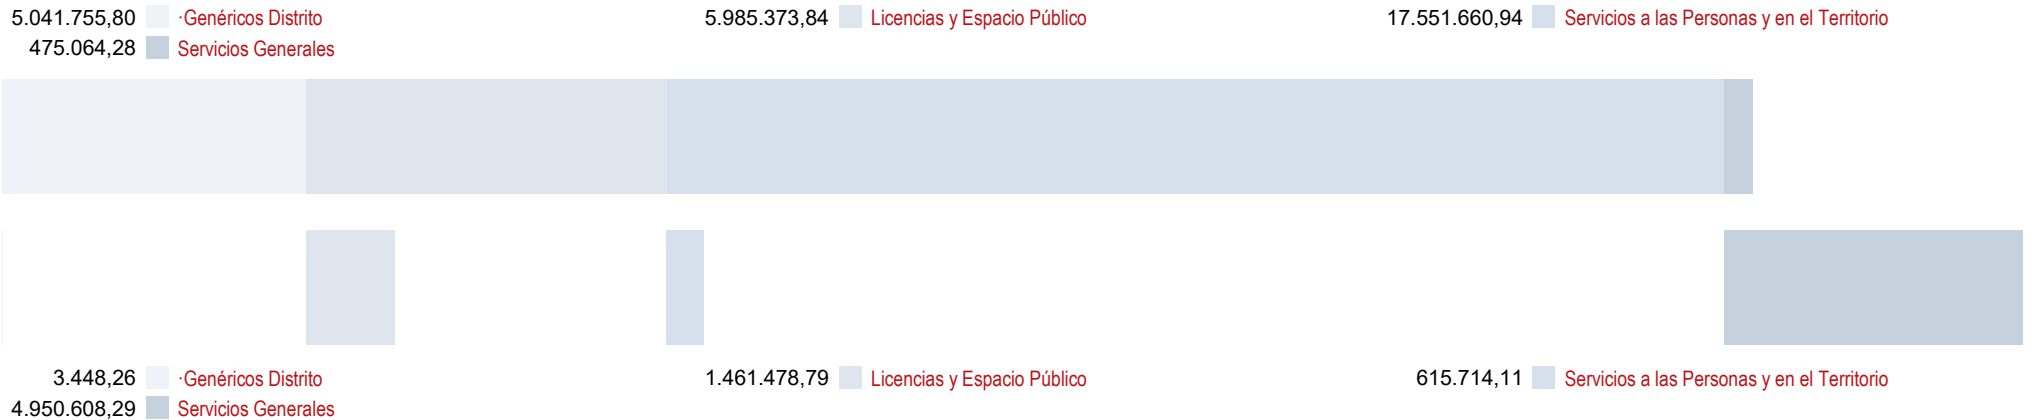 5.041.755,80 ·Genéricos Distrito 5.985.373,84 Licencias y Espacio Público 17.551.660,94 Servicios a las Personas y en el Territorio
475.064,28 Servicios Generales
3.448,26 ·Genéricos Distrito 1.461.478,79 Licencias y Espacio Público 615.714,11 Servicios a las Personas y en el Territorio
4.950.608,29 Servicios Generales